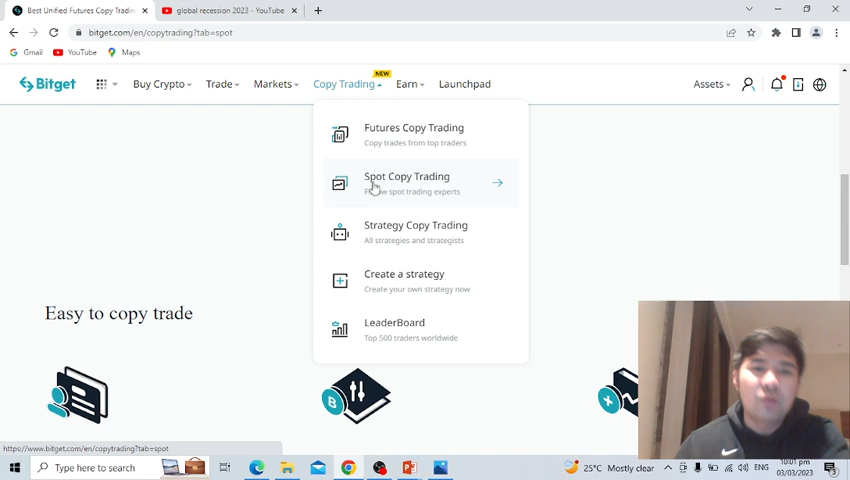 Best Unified Futures Copy Tradin
global recession 2023 - YouTube
bitget.com/en/copytrading?tab=spot
Gmail
YouTube
Maps
Bitget
Buy Crypto
Trade
Markets
Copy Trading
NEW
Earn
Launchpad
Assets
Futures Copy Trading
Copy trades from top traders
Spot Copy Trading
spot trading experts
Strategy Copy Trading
All strategies and strategists
Create a strategy
Create your own strategy now
LeaderBoard
Top 500 traders worldwide
Easy to copy trade
https://www.bitget.com/en/copytrading?tab=spot
Type here to search
25°C Mostly clear
ENG
10:01 pm
03/03/2023